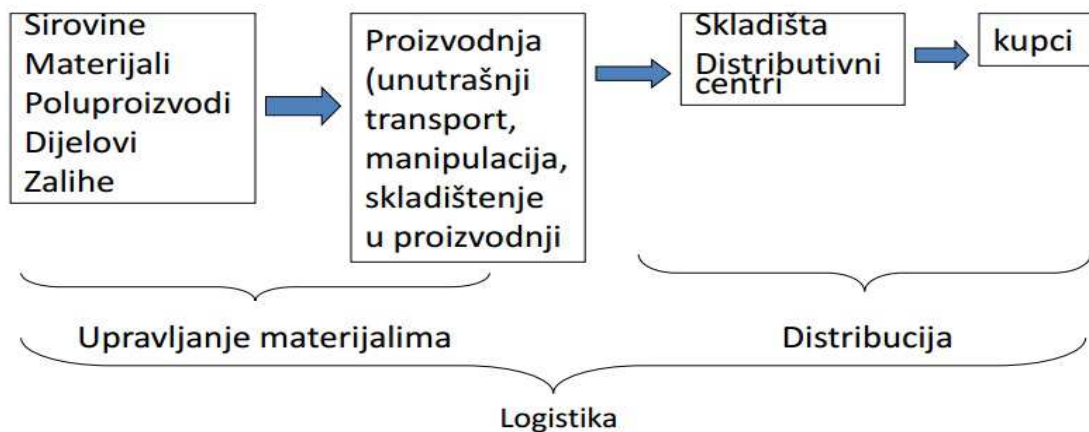 Sirovine
Materijali
Poluproizvodi
Dijelovi
Zalihe
Proizvodnja
(unutrašnji
transport,
manipulacija,
skladištenje
u proizvodnji
Skladišta
Distributivni
centri
kupci
Upravljanje materijalima
Distribucija
Logistika